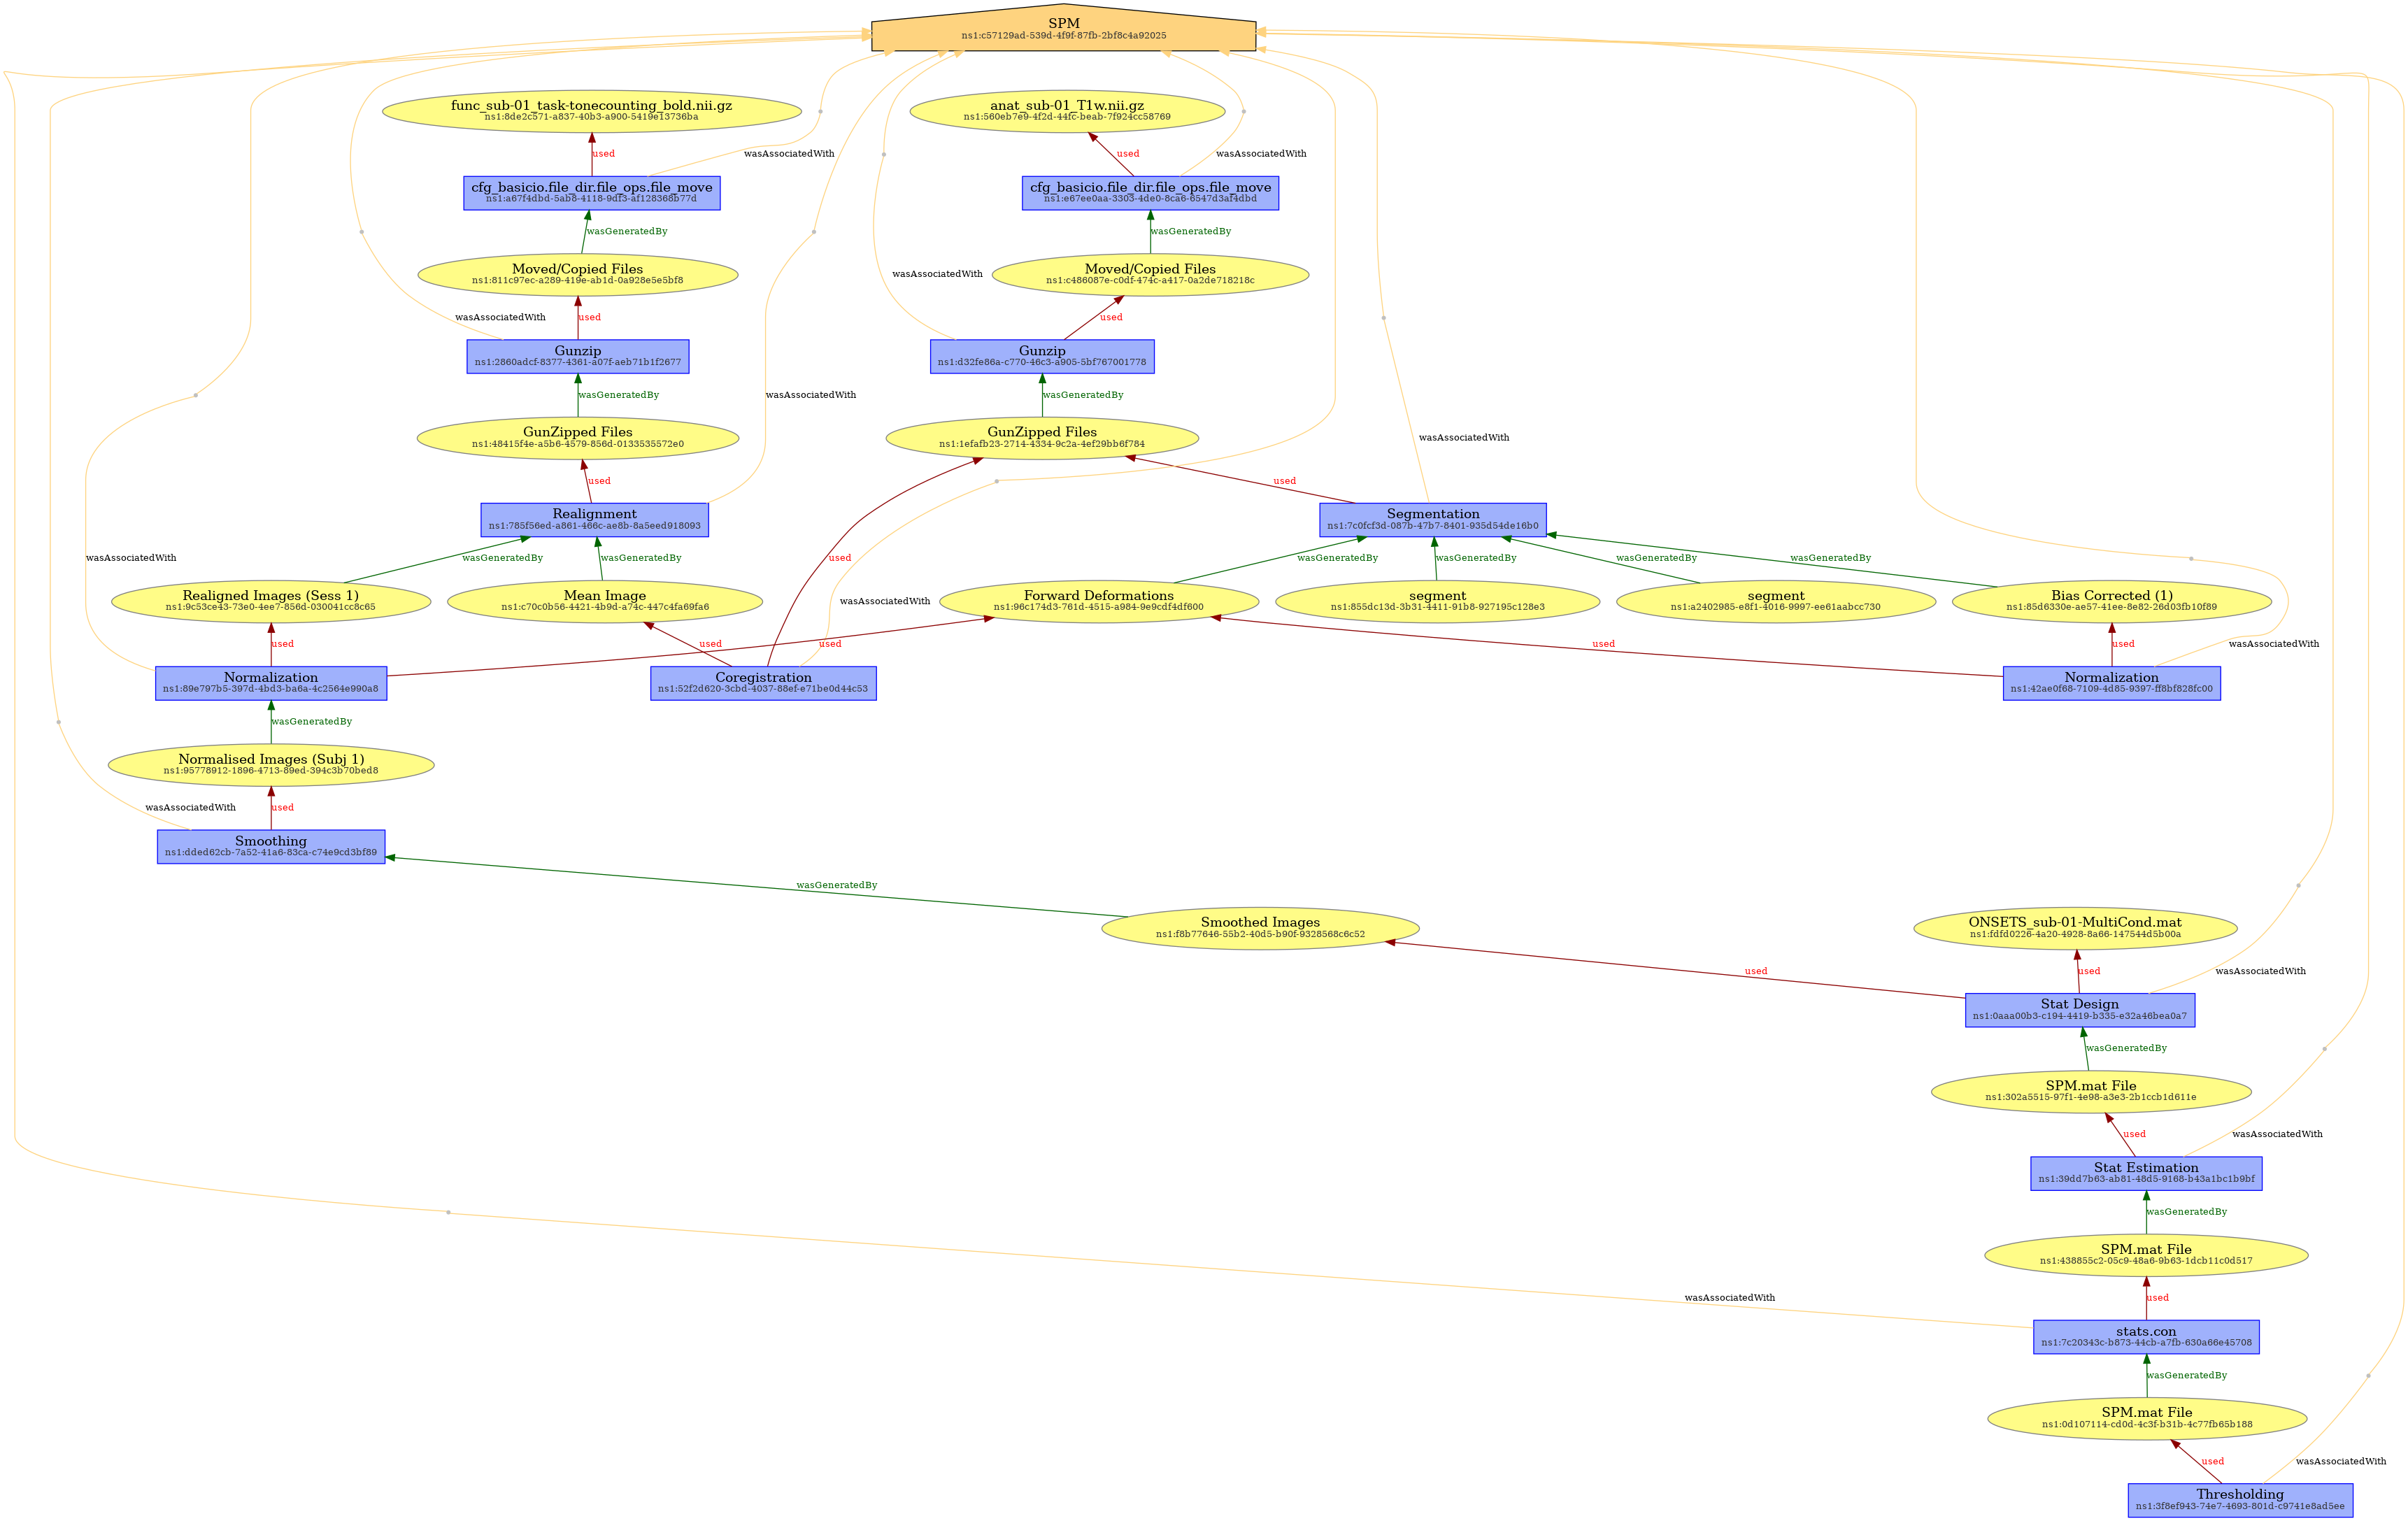 SPM
ns1:c57129ad-539d-4f9f-87fb-2bf8c4a92025
func_sub-01_task-tonecounting_bold.nii.gz
ns1:8de2c571-a837-40b3-a900-5419e13736ba
anat_sub-01_T1w.nii.gz
ns1:560eb7e9-4f2d-44fc-beab-7f924cc58769
used
wasAssociatedWith
used
wasAssociatedWith
cfg_basicio.file_dir.file_ops.file_move
ns1:a67f4dbd-5ab8-4118-9df3-af128368b77d
cfg_basicio.file_dir.file_ops.file_move
ns1:e67ee0aa-3303-4de0-8ca6-6547d3af4dbd
wasGeneratedBy
wasGeneratedBy
Moved/Copied Files
ns1:811c97ec-a289-419e-ab1d-0a928e5e5bf8
wasAssociatedWith
Moved/Copied Files
ns1:c486087e-c0df-474c-a417-0a2de718218c
wasAssociatedWith
used
used
Gunzip
ns1:2860adcf-8377-4361-a07f-aeb71b1f2677
Gunzip
ns1:d32fe86a-c770-46c3-a905-5bf767001778
wasGeneratedBy
wasAssociatedWith
wasGeneratedBy
GunZipped Files
ns1:48415f4e-a5b6-4579-856d-0133535572e0
GunZipped Files
ns1:1efafb23-2714-4334-9c2a-4ef29bb6f784
wasAssociatedWith
used
used
Realignment
ns1:785f56ed-a861-466c-ae8b-8a5eed918093
Segmentation
ns1:7c0fcf3d-087b-47b7-8401-935d54de16b0
wasAssociatedWith
wasGeneratedBy
wasGeneratedBy
used
wasGeneratedBy
wasGeneratedBy
wasGeneratedBy
wasGeneratedBy
Realigned Images (Sess 1)
ns1:9c53ce43-73e0-4ee7-856d-030041cc8c65
Mean Image
ns1:c70c0b56-4421-4b9d-a74c-447c4fa69fa6
wasAssociatedWith
Forward Deformations
ns1:96c174d3-761d-4515-a984-9e9cdf4df600
segment
ns1:855dc13d-3b31-4411-91b8-927195c128e3
segment
ns1:a2402985-e8f1-4016-9997-ee61aabcc730
Bias Corrected (1)
ns1:85d6330e-ae57-41ee-8e82-26d03fb10f89
used
used
used
used
used
wasAssociatedWith
Normalization
ns1:89e797b5-397d-4bd3-ba6a-4c2564e990a8
Coregistration
ns1:52f2d620-3cbd-4037-88ef-e71be0d44c53
Normalization
ns1:42ae0f68-7109-4d85-9397-ff8bf828fc00
wasGeneratedBy
Normalised Images (Subj 1)
ns1:95778912-1896-4713-89ed-394c3b70bed8
wasAssociatedWith
used
Smoothing
ns1:dded62cb-7a52-41a6-83ca-c74e9cd3bf89
wasGeneratedBy
Smoothed Images
ns1:f8b77646-55b2-40d5-b90f-9328568c6c52
ONSETS_sub-01-MultiCond.mat
ns1:fdfd0226-4a20-4928-8a66-147544d5b00a
used
used
wasAssociatedWith
Stat Design
ns1:0aaa00b3-c194-4419-b335-e32a46bea0a7
wasGeneratedBy
SPM.mat File
ns1:302a5515-97f1-4e98-a3e3-2b1ccb1d611e
used
wasAssociatedWith
Stat Estimation
ns1:39dd7b63-ab81-48d5-9168-b43a1bc1b9bf
wasGeneratedBy
SPM.mat File
ns1:438855c2-05c9-48a6-9b63-1dcb11c0d517
wasAssociatedWith
used
stats.con
ns1:7c20343c-b873-44cb-a7fb-630a66e45708
wasGeneratedBy
SPM.mat File
ns1:0d107114-cd0d-4c3f-b31b-4c77fb65b188
used
wasAssociatedWith
Thresholding
ns1:3f8ef943-74e7-4693-801d-c9741e8ad5ee